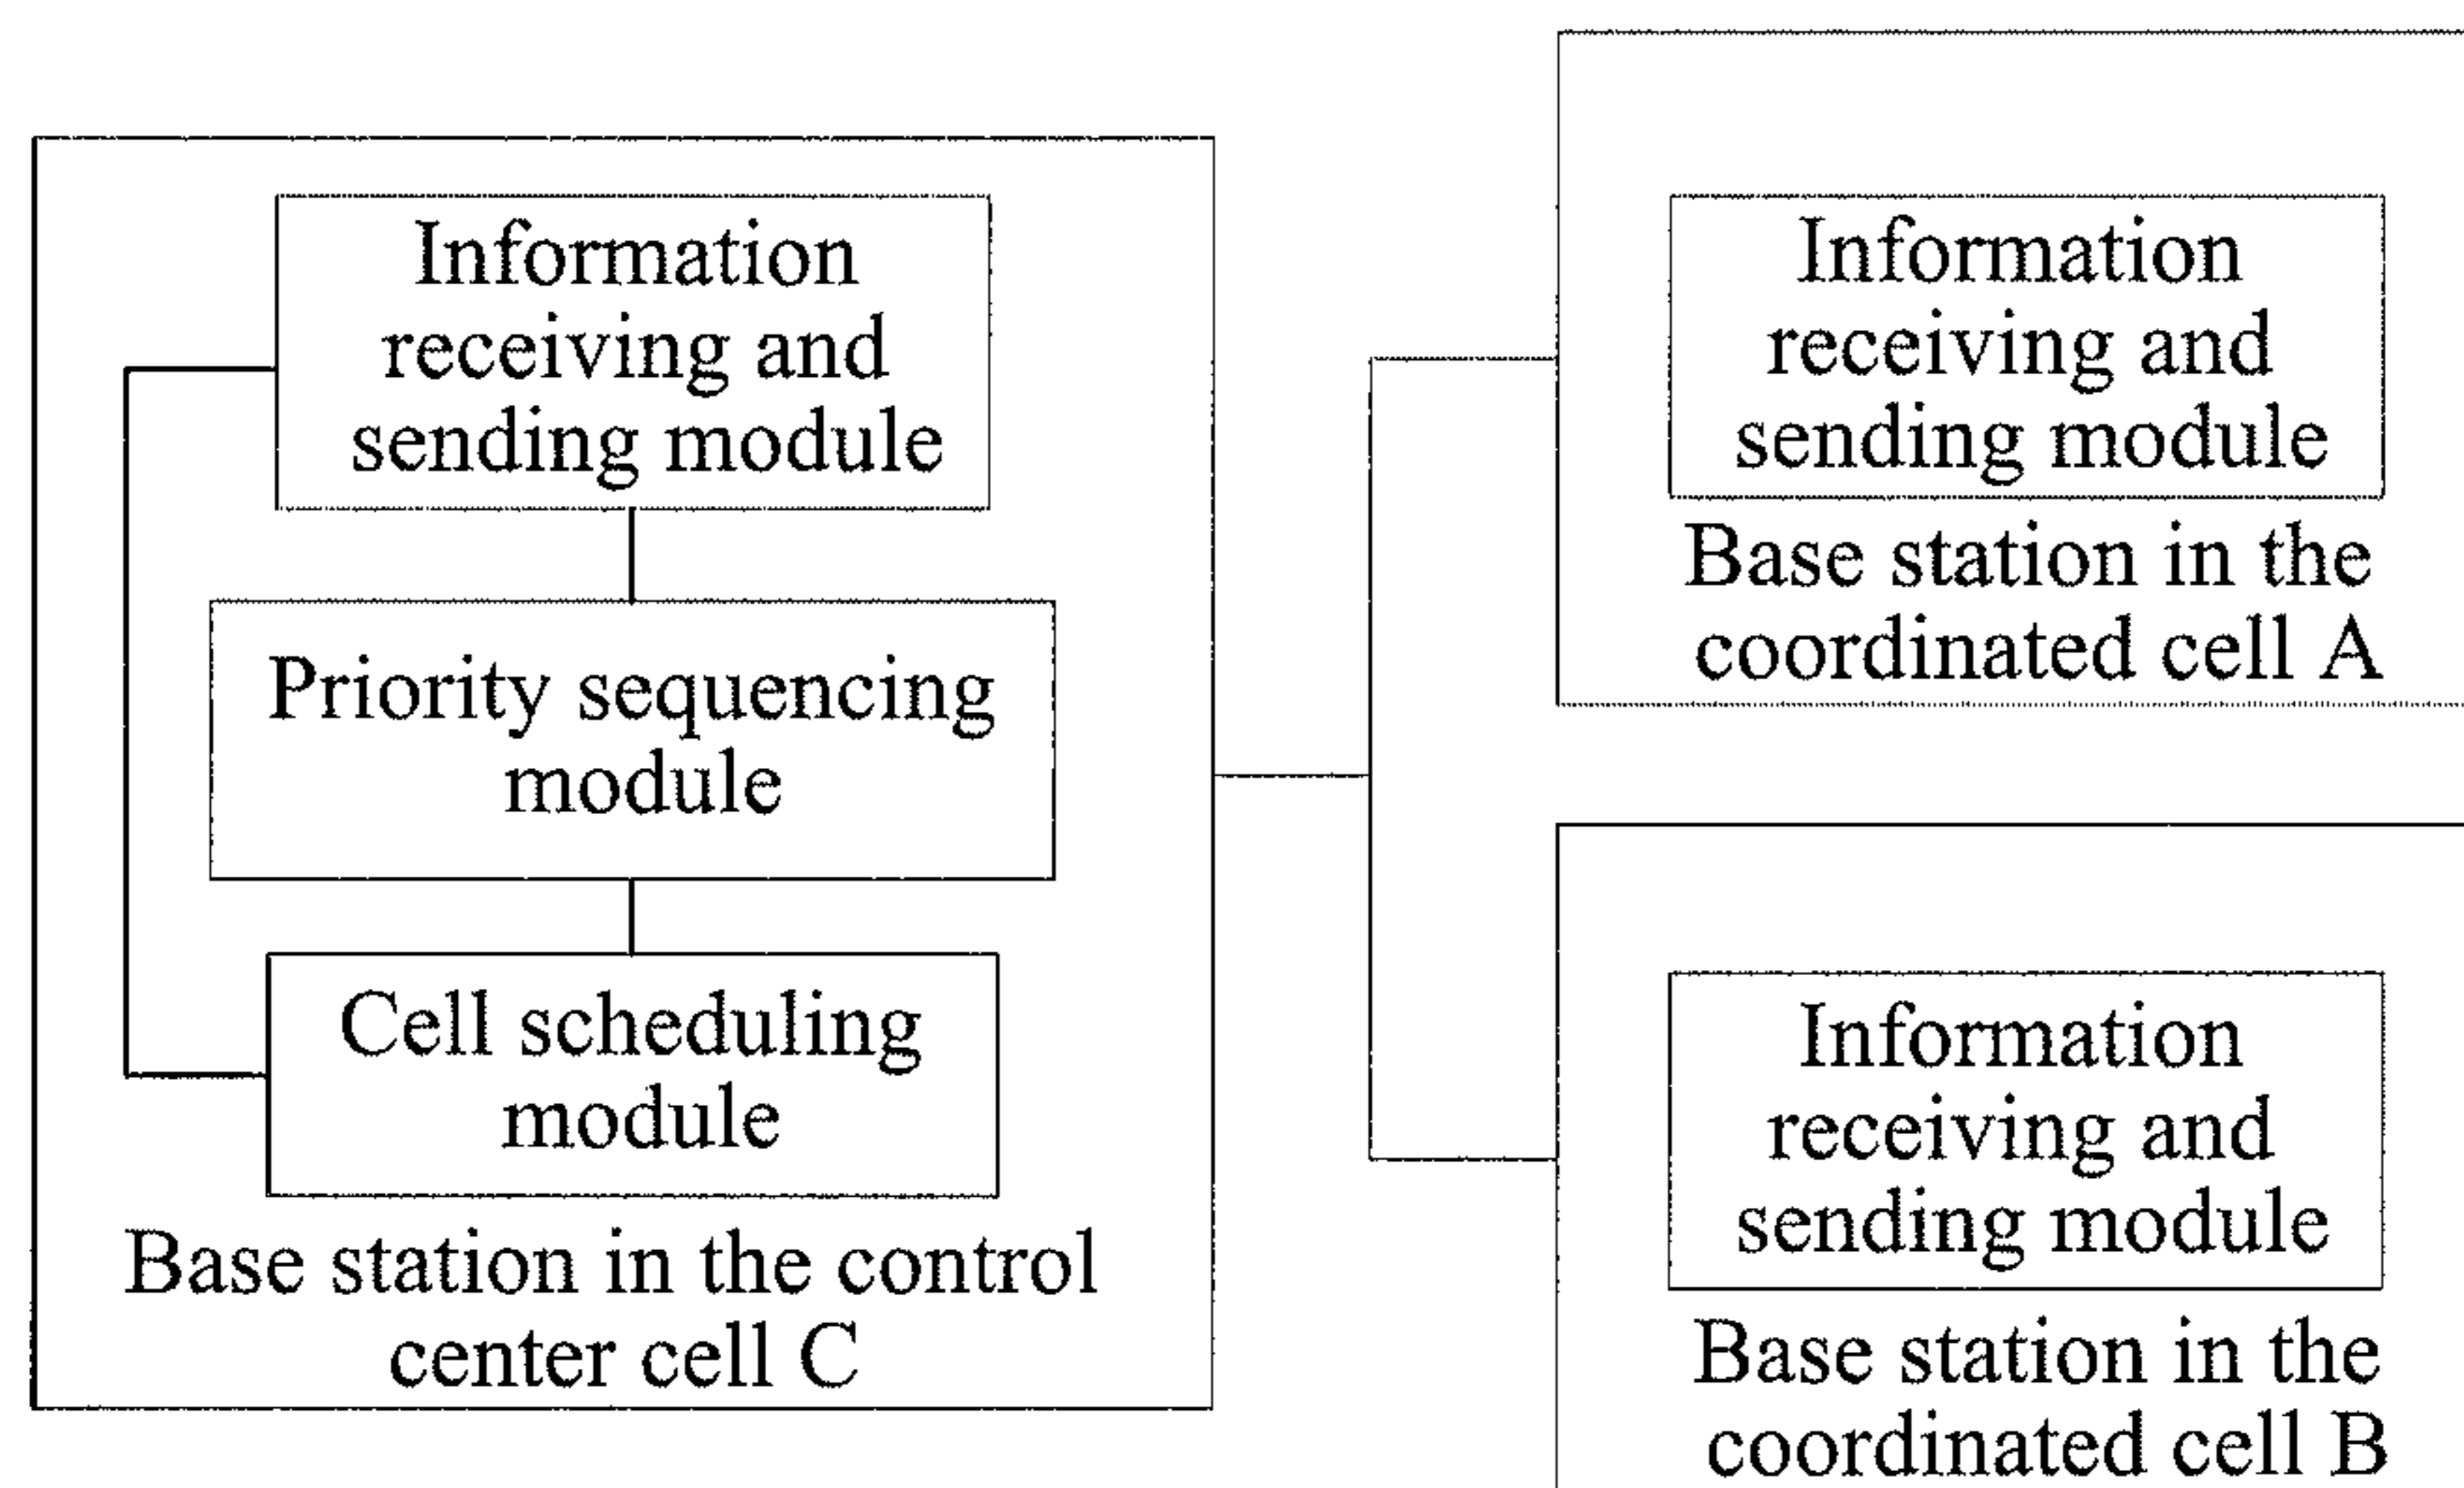 Information
receiving and
sending module
Priority sequencing
module
Cell scheduling
module
Base station in the control
center cell C
Information
receiving and
sending module
Base station in the
coordinated cell A
Information
receiving and
sending module
Base station in the
coordinated cell B